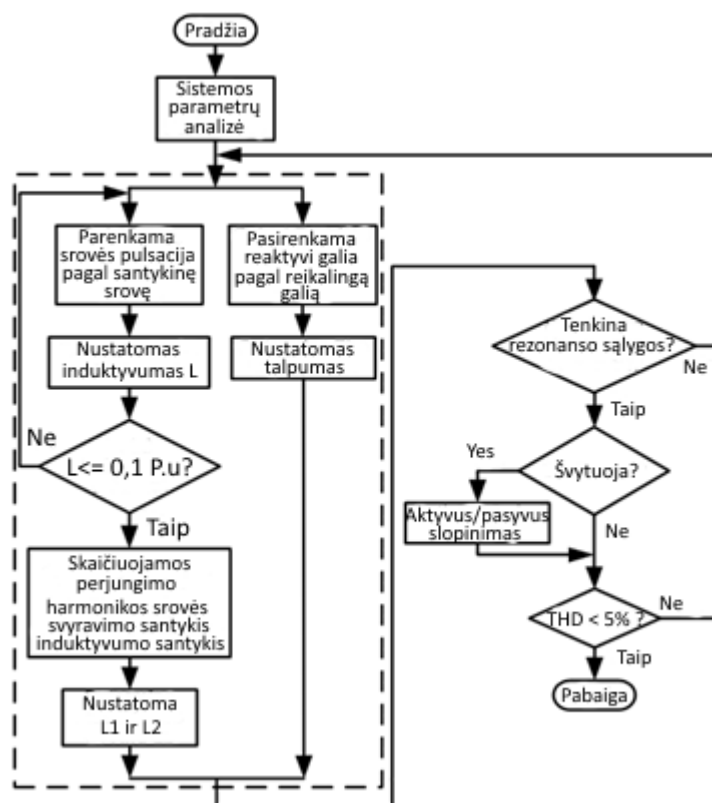 Pradžia
Sistemos
parametrų
analizė
Parenkama
srovės pulsacija
pagal santykinę
srovę
Pasirenkama
reaktyvi galia
pagal reikalingą
galią
Nustatomas
induktyvumas L
Nustatomas
talpumas
Ne
L<= 0,1 P.u?
Taip
Skaičiuojamos
perjungimo
harmonikos srovės
svyravimo santykis
induktyvumo santykis
Nustatoma
L1 ir L2
Tenkina
rezonanso sąlygos?
Ne
Taip
Yes
Švytuoja?
Aktyvus/pasyvus
slopinimas
Ne
THD < 5% ?
Ne
Taip
Pabaiga